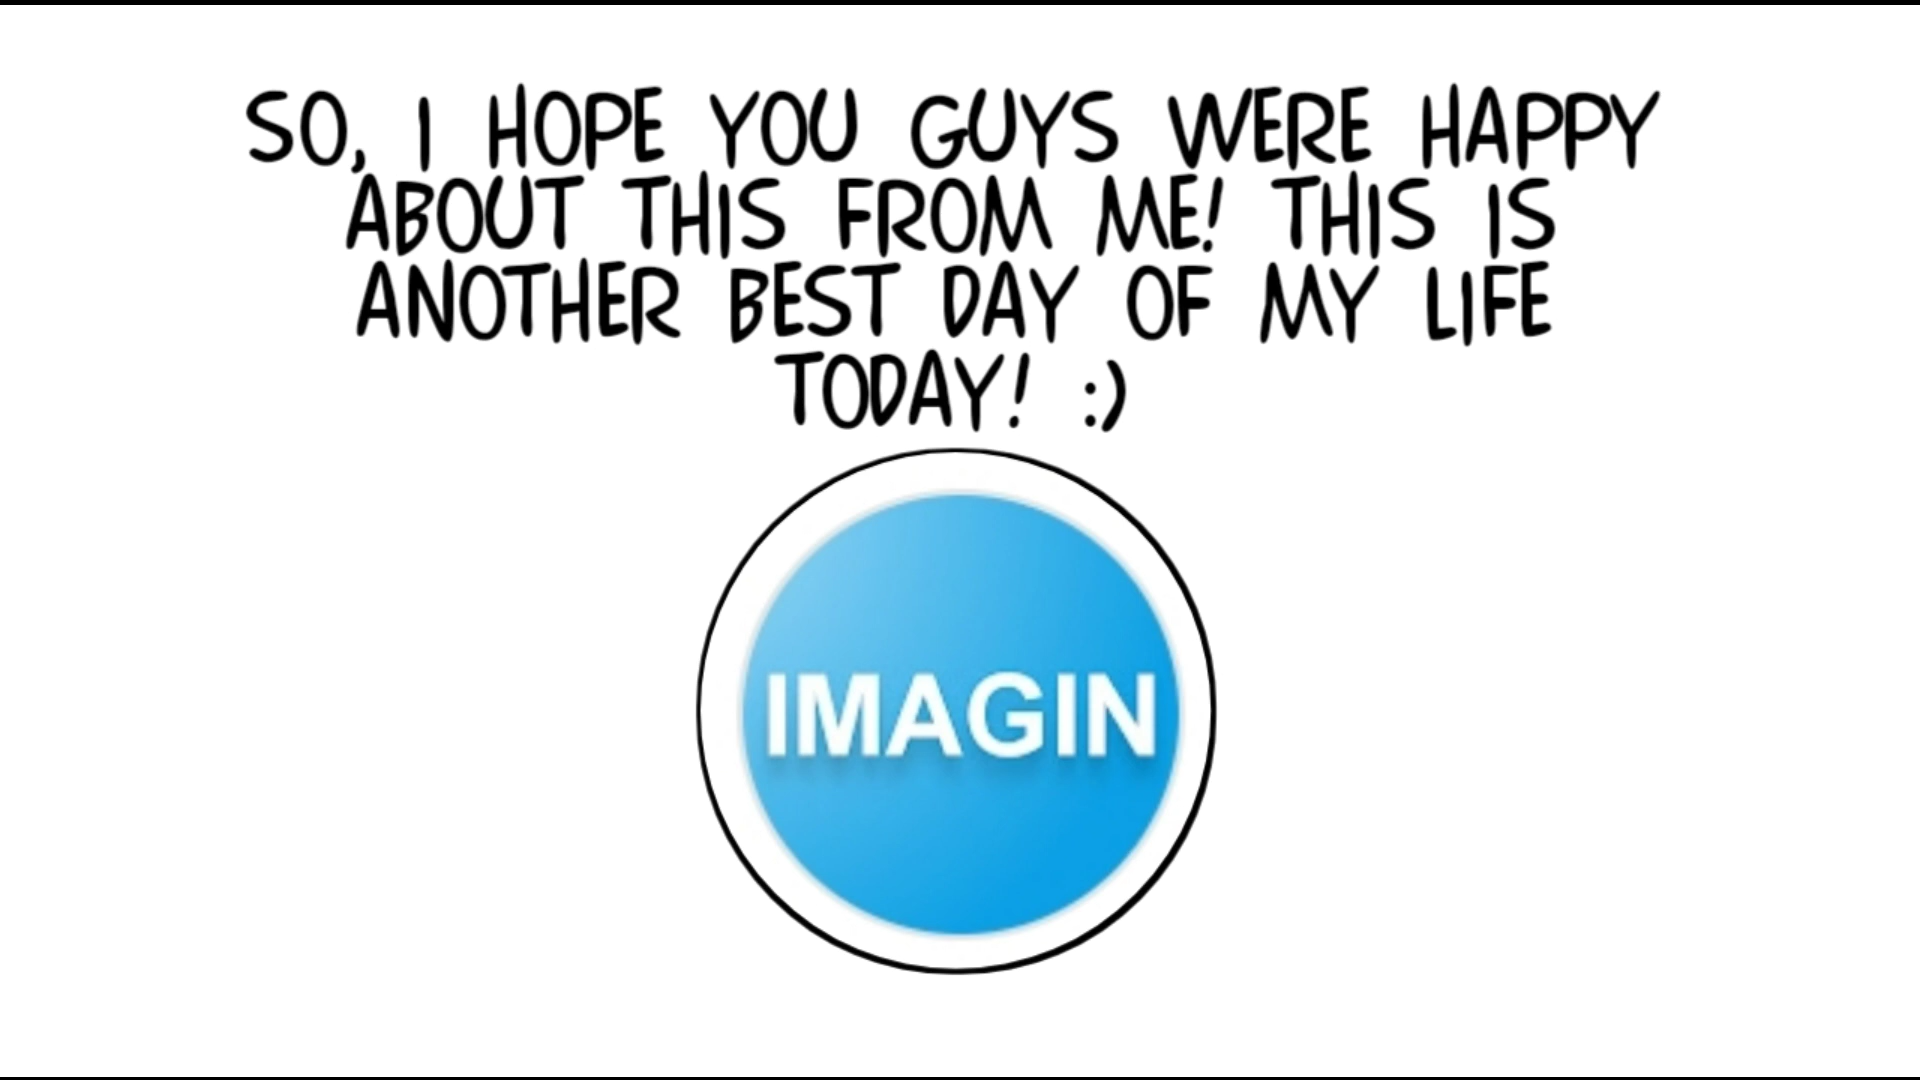 SO, I HOPE YOU GUYS WERE HAPPY
ABOUT THIS FROM ME! THIS IS
ANOTHER BEST DAY OF MY LIFE
TODAY! :)
IMAGIN